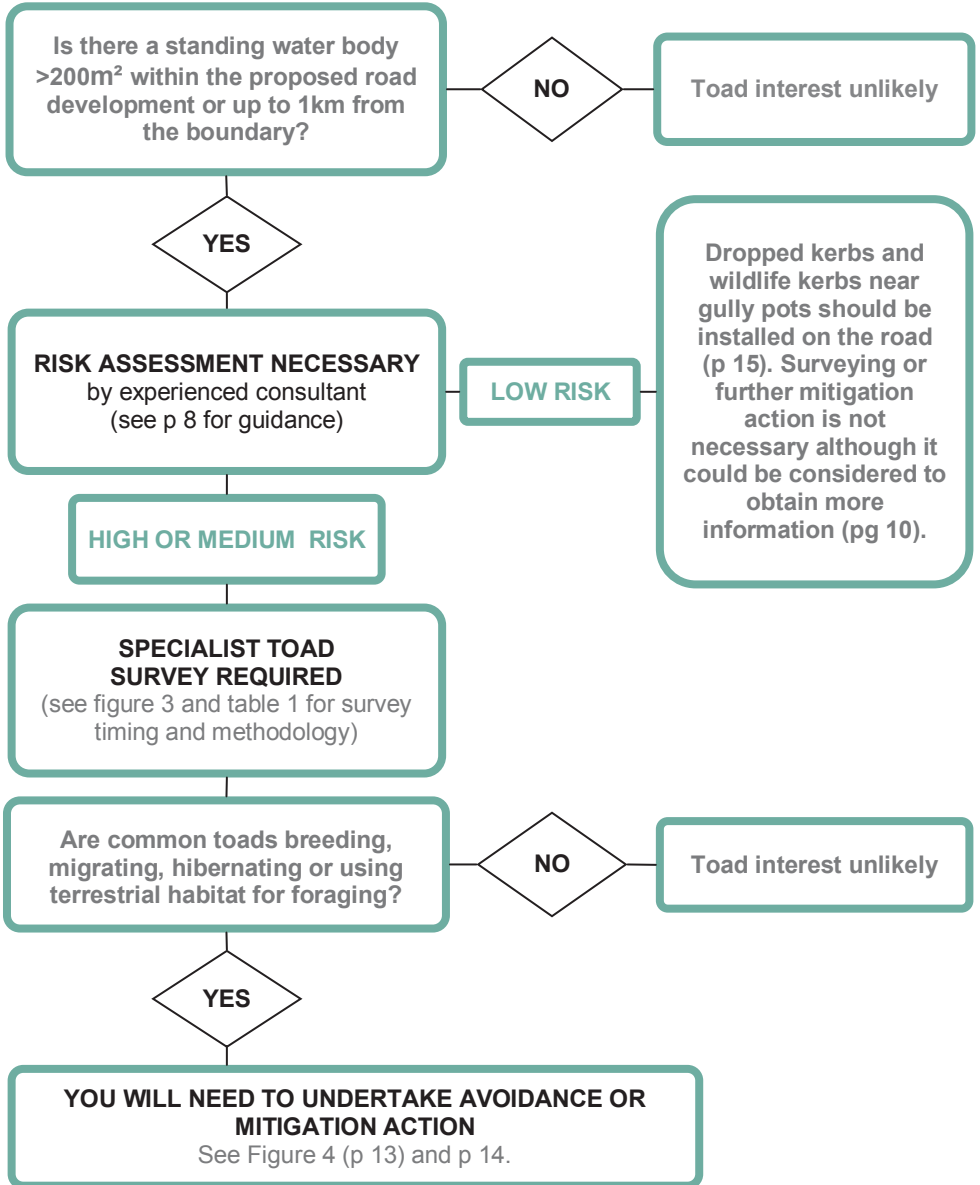 Is there a standing water body
>200m² within the proposed road
development or up to 1km from
the boundary?
NO
Toad interest unlikely
YES
RISK ASSESSMENT NECESSARY
by experienced consultant
(see p 8 for guidance)
LOW RISK
Dropped kerbs and
wildlife kerbs near
gully pots should be
installed on the road
(p 15). Surveying or
further mitigation
action is not
necessary although it
could be considered to
obtain more
information (pg 10).
HIGH OR MEDIUM RISK
SPECIALIST TOAD
SURVEY REQUIRED
(see figure 3 and table 1 for survey
timing and methodology)
Are common toads breeding,
migrating, hibernating or using
terrestrial habitat for foraging?
NO
Toad interest unlikely
YES
YOU WILL NEED TO UNDERTAKE AVOIDANCE OR
MITIGATION ACTION
See Figure 4 (p 13) and p 14.